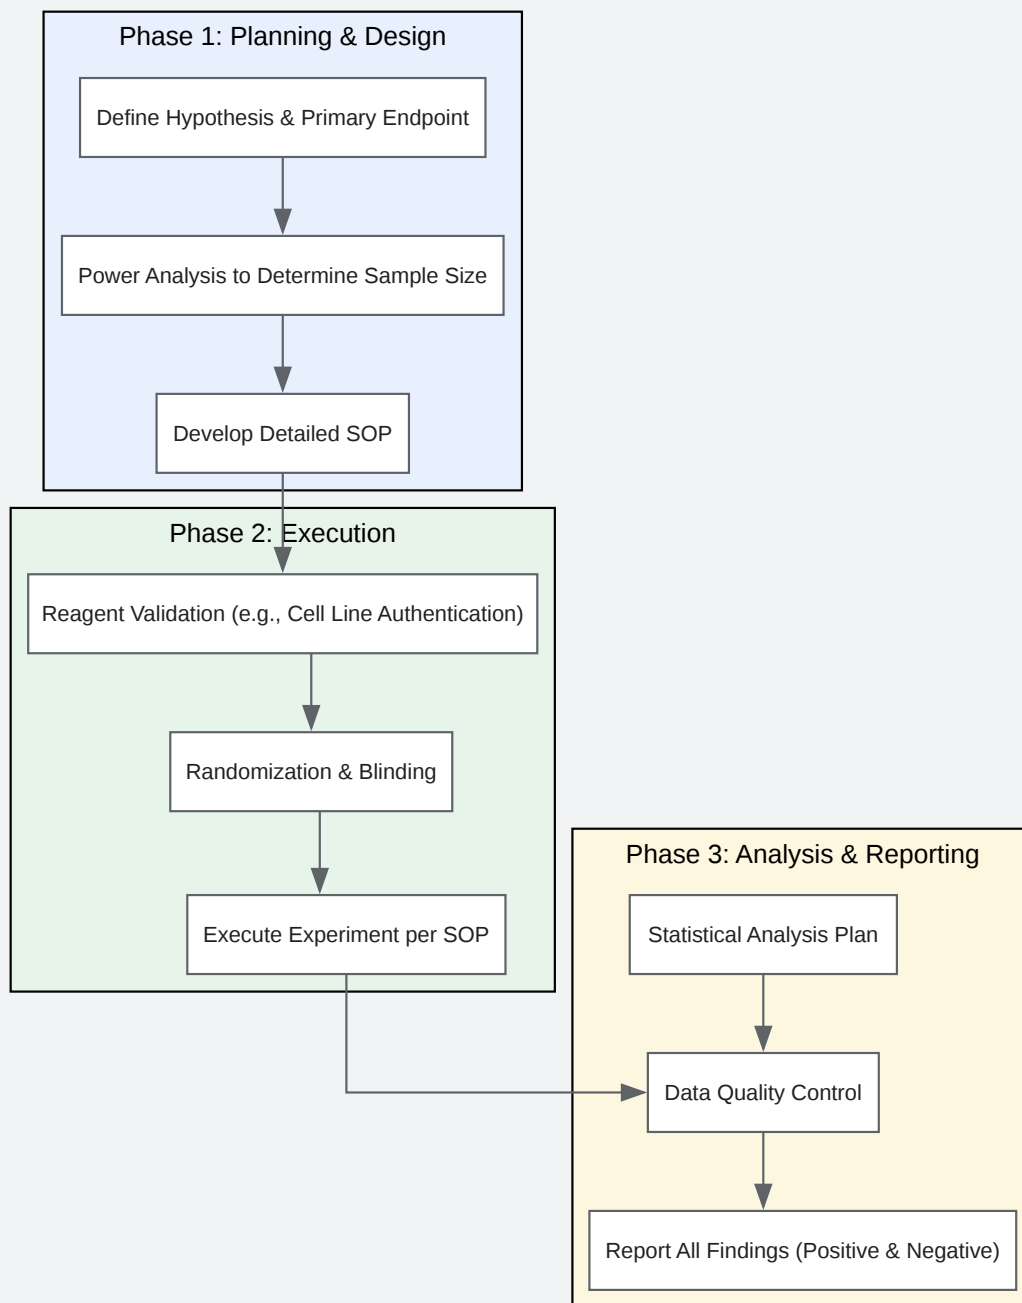 Phase 1: Planning & Design
Define Hypothesis & Primary Endpoint
Power Analysis to Determine Sample Size
Develop Detailed SOP
Phase 2: Execution
Reagent Validation (e.g., Cell Line Authentication)
Randomization & Blinding
Execute Experiment per SOP
Phase 3: Analysis & Reporting
Statistical Analysis Plan
Data Quality Control
Report All Findings (Positive & Negative)